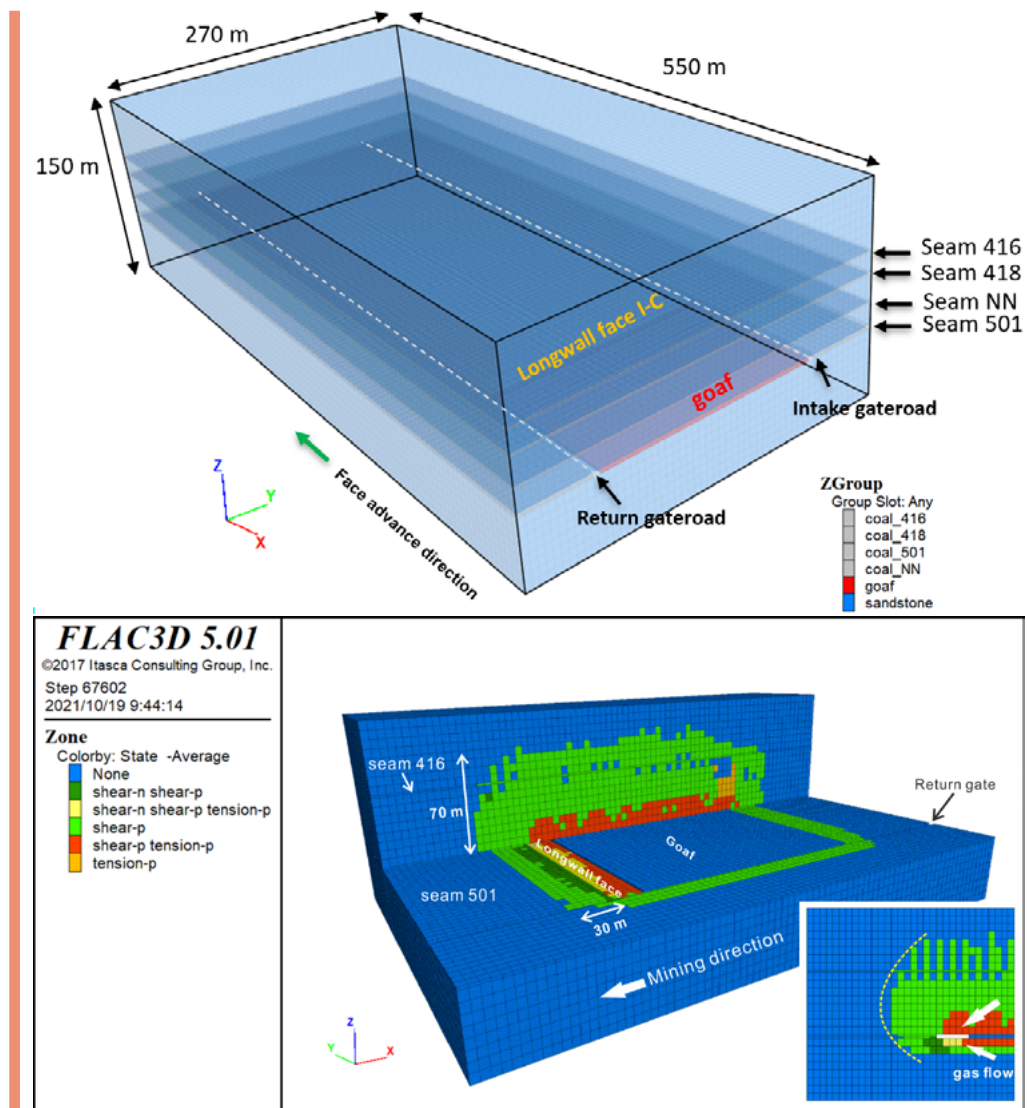 270 m
550 m
150 m
Seam 416
Seam 418
Seam NN
Seam 501
Longwall face I-C
goaf
Intake gateroad
Return gateroad
Face advance direction
Z
Y
X
ZGroup
Group Slot: Any
coal_416
coal_418
coal_501
coal_NN
goaf
sandstone
FLAC3D 5.01
©2017 Itasca Consulting Group, Inc.
Step 67602
2021/10/19 9:44:14
Zone
Colorby: State -Average
None
shear-n shear-p
shear-n shear-p tension-p
shear-p
shear-p tension-p
tension-p
seam 416
70 m
Return gate
Goaf
Longwall face
seam 501
30 m
Mining direction
Z
Y
X
gas flow